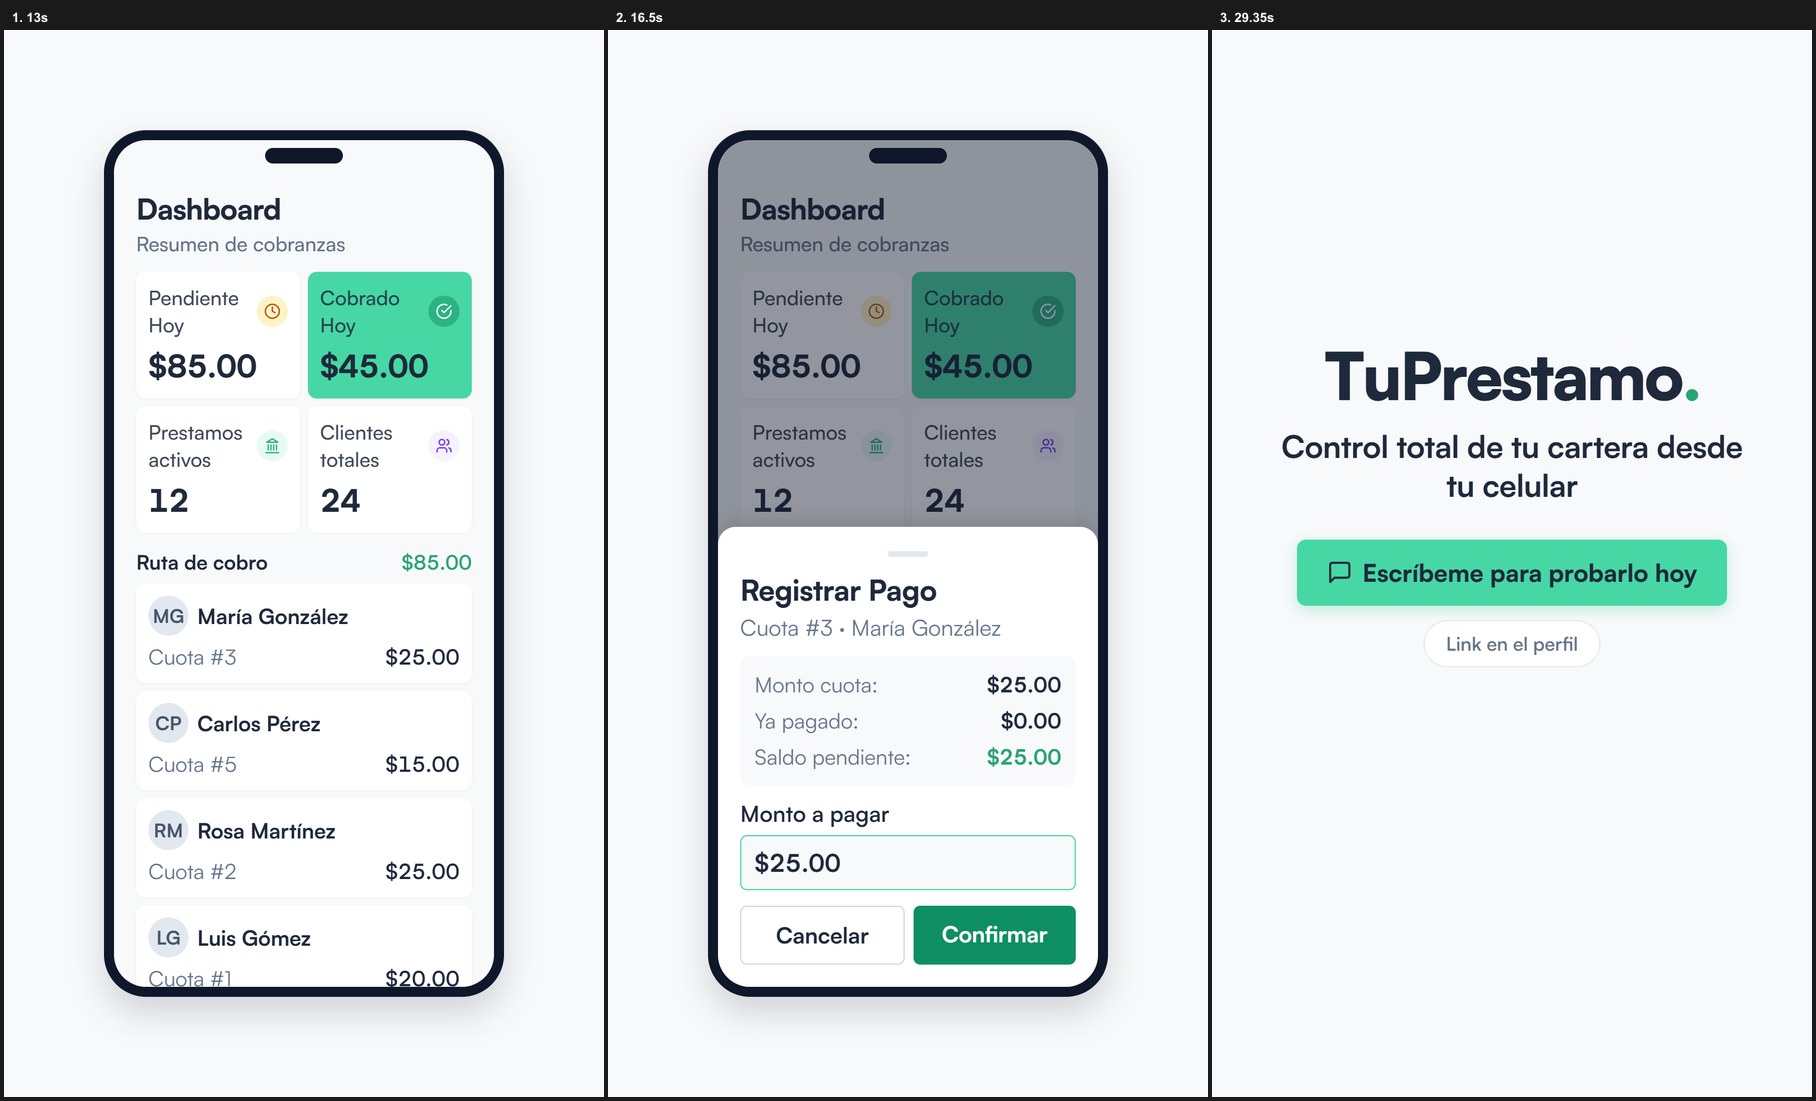 1. 13s
Dashboard
Resumen de cobranzas
Pendiente
Hoy
$85.00
Cobrado
Hoy
$45.00
Prestamos
activos
12
Clientes
totales
24
Ruta de cobro
$85.00
MG María González
Cuota #3
$25.00
CP Carlos Pérez
Cuota #5
$15.00
RM Rosa Martínez
Cuota #2
$25.00
LG Luis Gómez
Cuota #1
$20.00
2. 16.5s
Dashboard
Resumen de cobranzas
Pendiente
Hoy
$85.00
Cobrado
Hoy
$45.00
Prestamos
activos
12
Clientes
totales
24
Registrar Pago
Cuota #3 • María González
Monto cuota:
$25.00
Ya pagado:
$0.00
Saldo pendiente:
$25.00
Monto a pagar
$25.00
Cancelar
Confirmar
3. 29.35s
TuPrestamo.
Control total de tu cartera desde
tu celular
Escríbeme para probarlo hoy
Link en el perfil